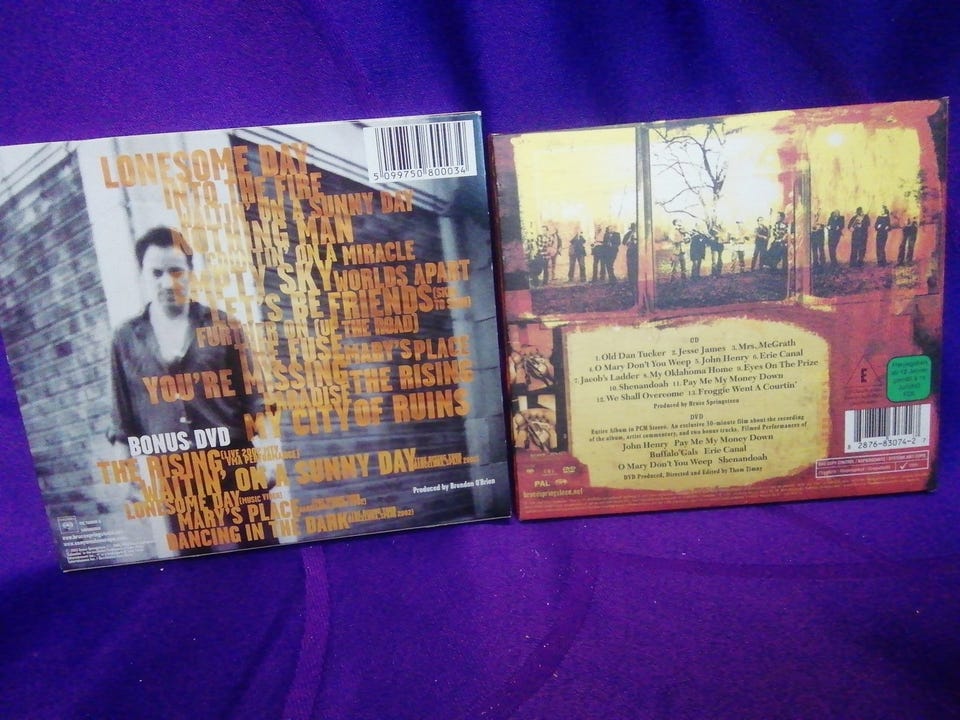 LONESOME DAY
INTO THE FIRE
WAITIN' ON A SUNNY DAY
NOTHING MAN
COUNTIN' ON A MIRACLE
EMPTY SKY WORLDS APART
LET'S BE FRIENDS
FURTHER ON (UP THE ROAD)
THE FUSE MARY'S PLACE
YOU'RE MISSING THE RISING
PARADISE
MY CITY OF RUINS
BONUS DVD
THE RISING
WAITIN' ON A SUNNY DAY
LONESOME DAY (MUSIC VIDEO)
MARY'S PLACE
DANCING IN THE DARK
Produced by Brendan O'Brien
5 099750 800034
CD
1. Old Dan Tucker 2. Jesse James 3. Mrs. McGrath
4. O Mary Don't You Weep 5. John Henry 6. Erie Canal
7. Jacob's Ladder 8. My Oklahoma Home 9. Eyes On The Prize
10. Shenandoah 11. Pay Me My Money Down
12. We Shall Overcome 13. Froggie Went A Courtin'
Produced by Bruce Springsteen
DVD
Entire Album in PCM Stereo. An exclusive 30-minute film about the recording
of the album, artist commentary, and two bonus tracks. Filmed Performances of
John Henry Pay Me My Money Down
Buffalo Gals Erie Canal
O Mary Don't You Weep Shenandoah
DVD Produced, Directed and Edited by Thom Zimny
PAL
brucespringsteen.net
E
8 2876-83074-2 7